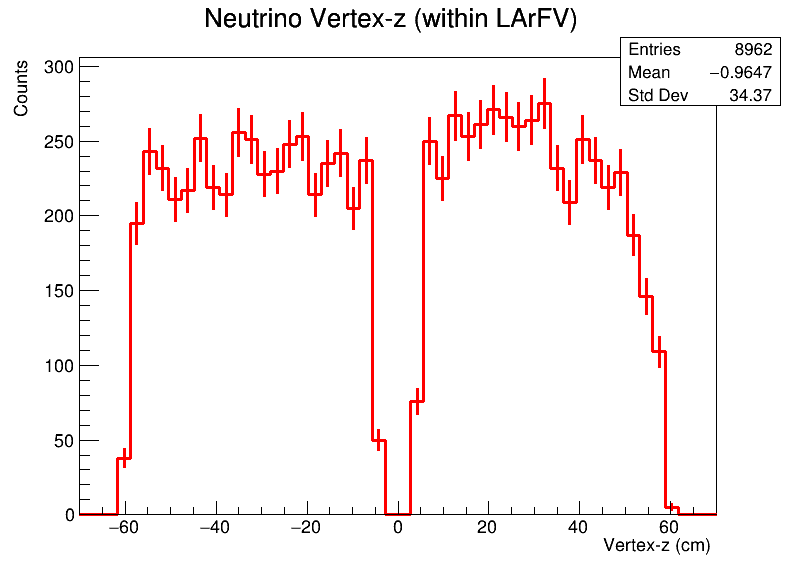 Neutrino Vertex-z (within LArFV)
Entries 8962
Mean −0.9647
Std Dev 34.37
Counts
300
250
200
150
100
50
0
−60 −40 −20 0 20 40 60
Vertex-z (cm)